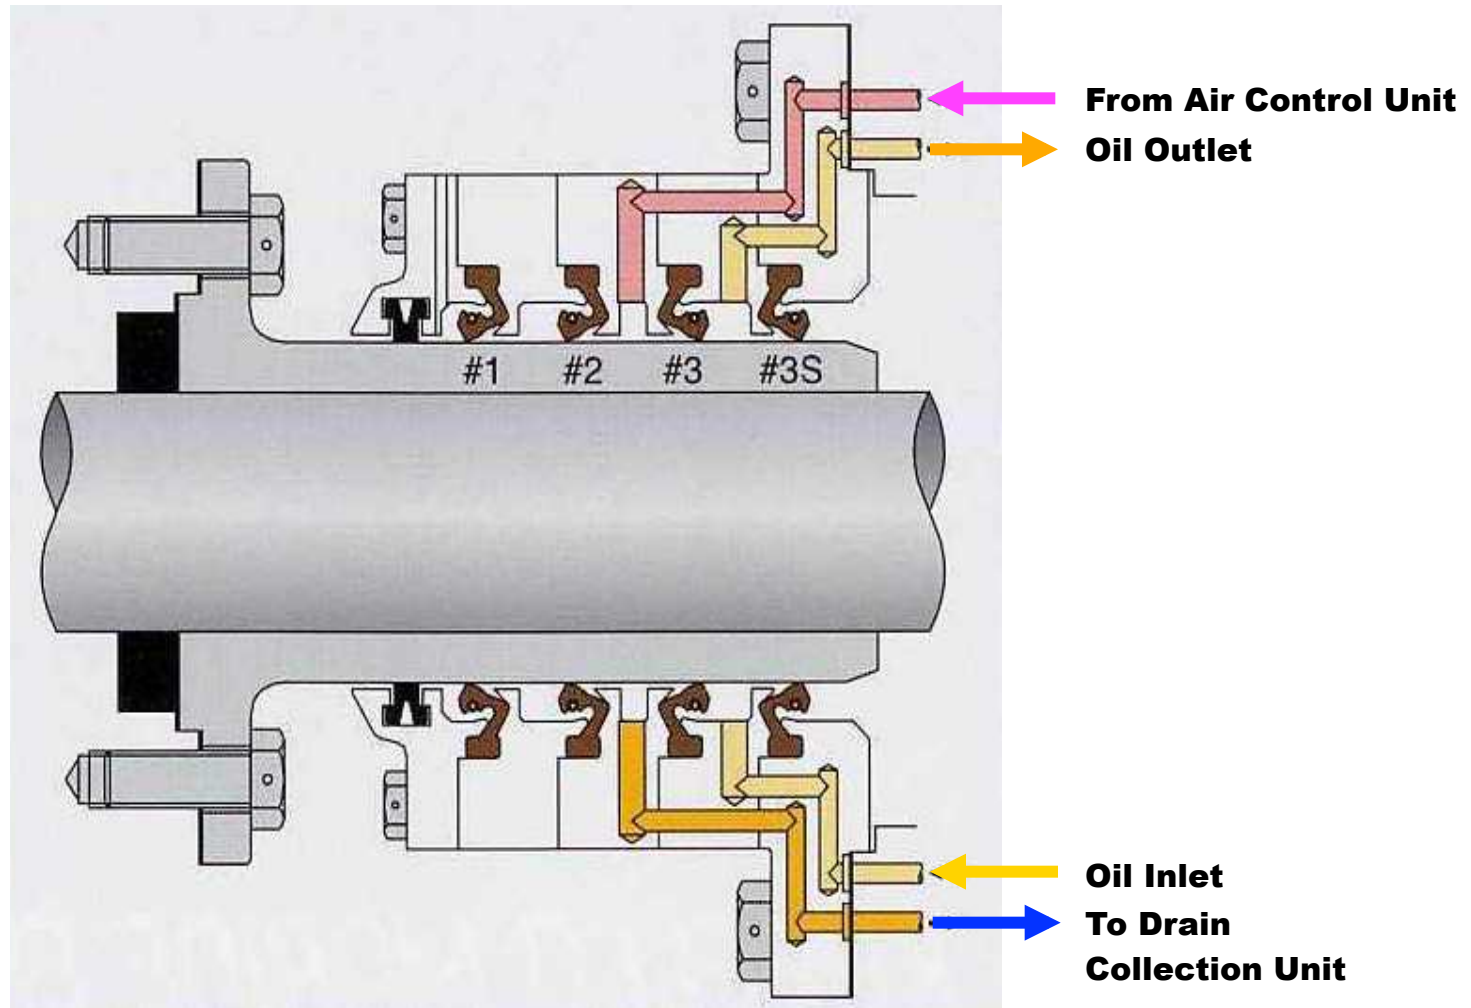 From Air Control Unit
Oil Outlet
#1 #2 #3 #3S
Oil Inlet
To Drain
Collection Unit